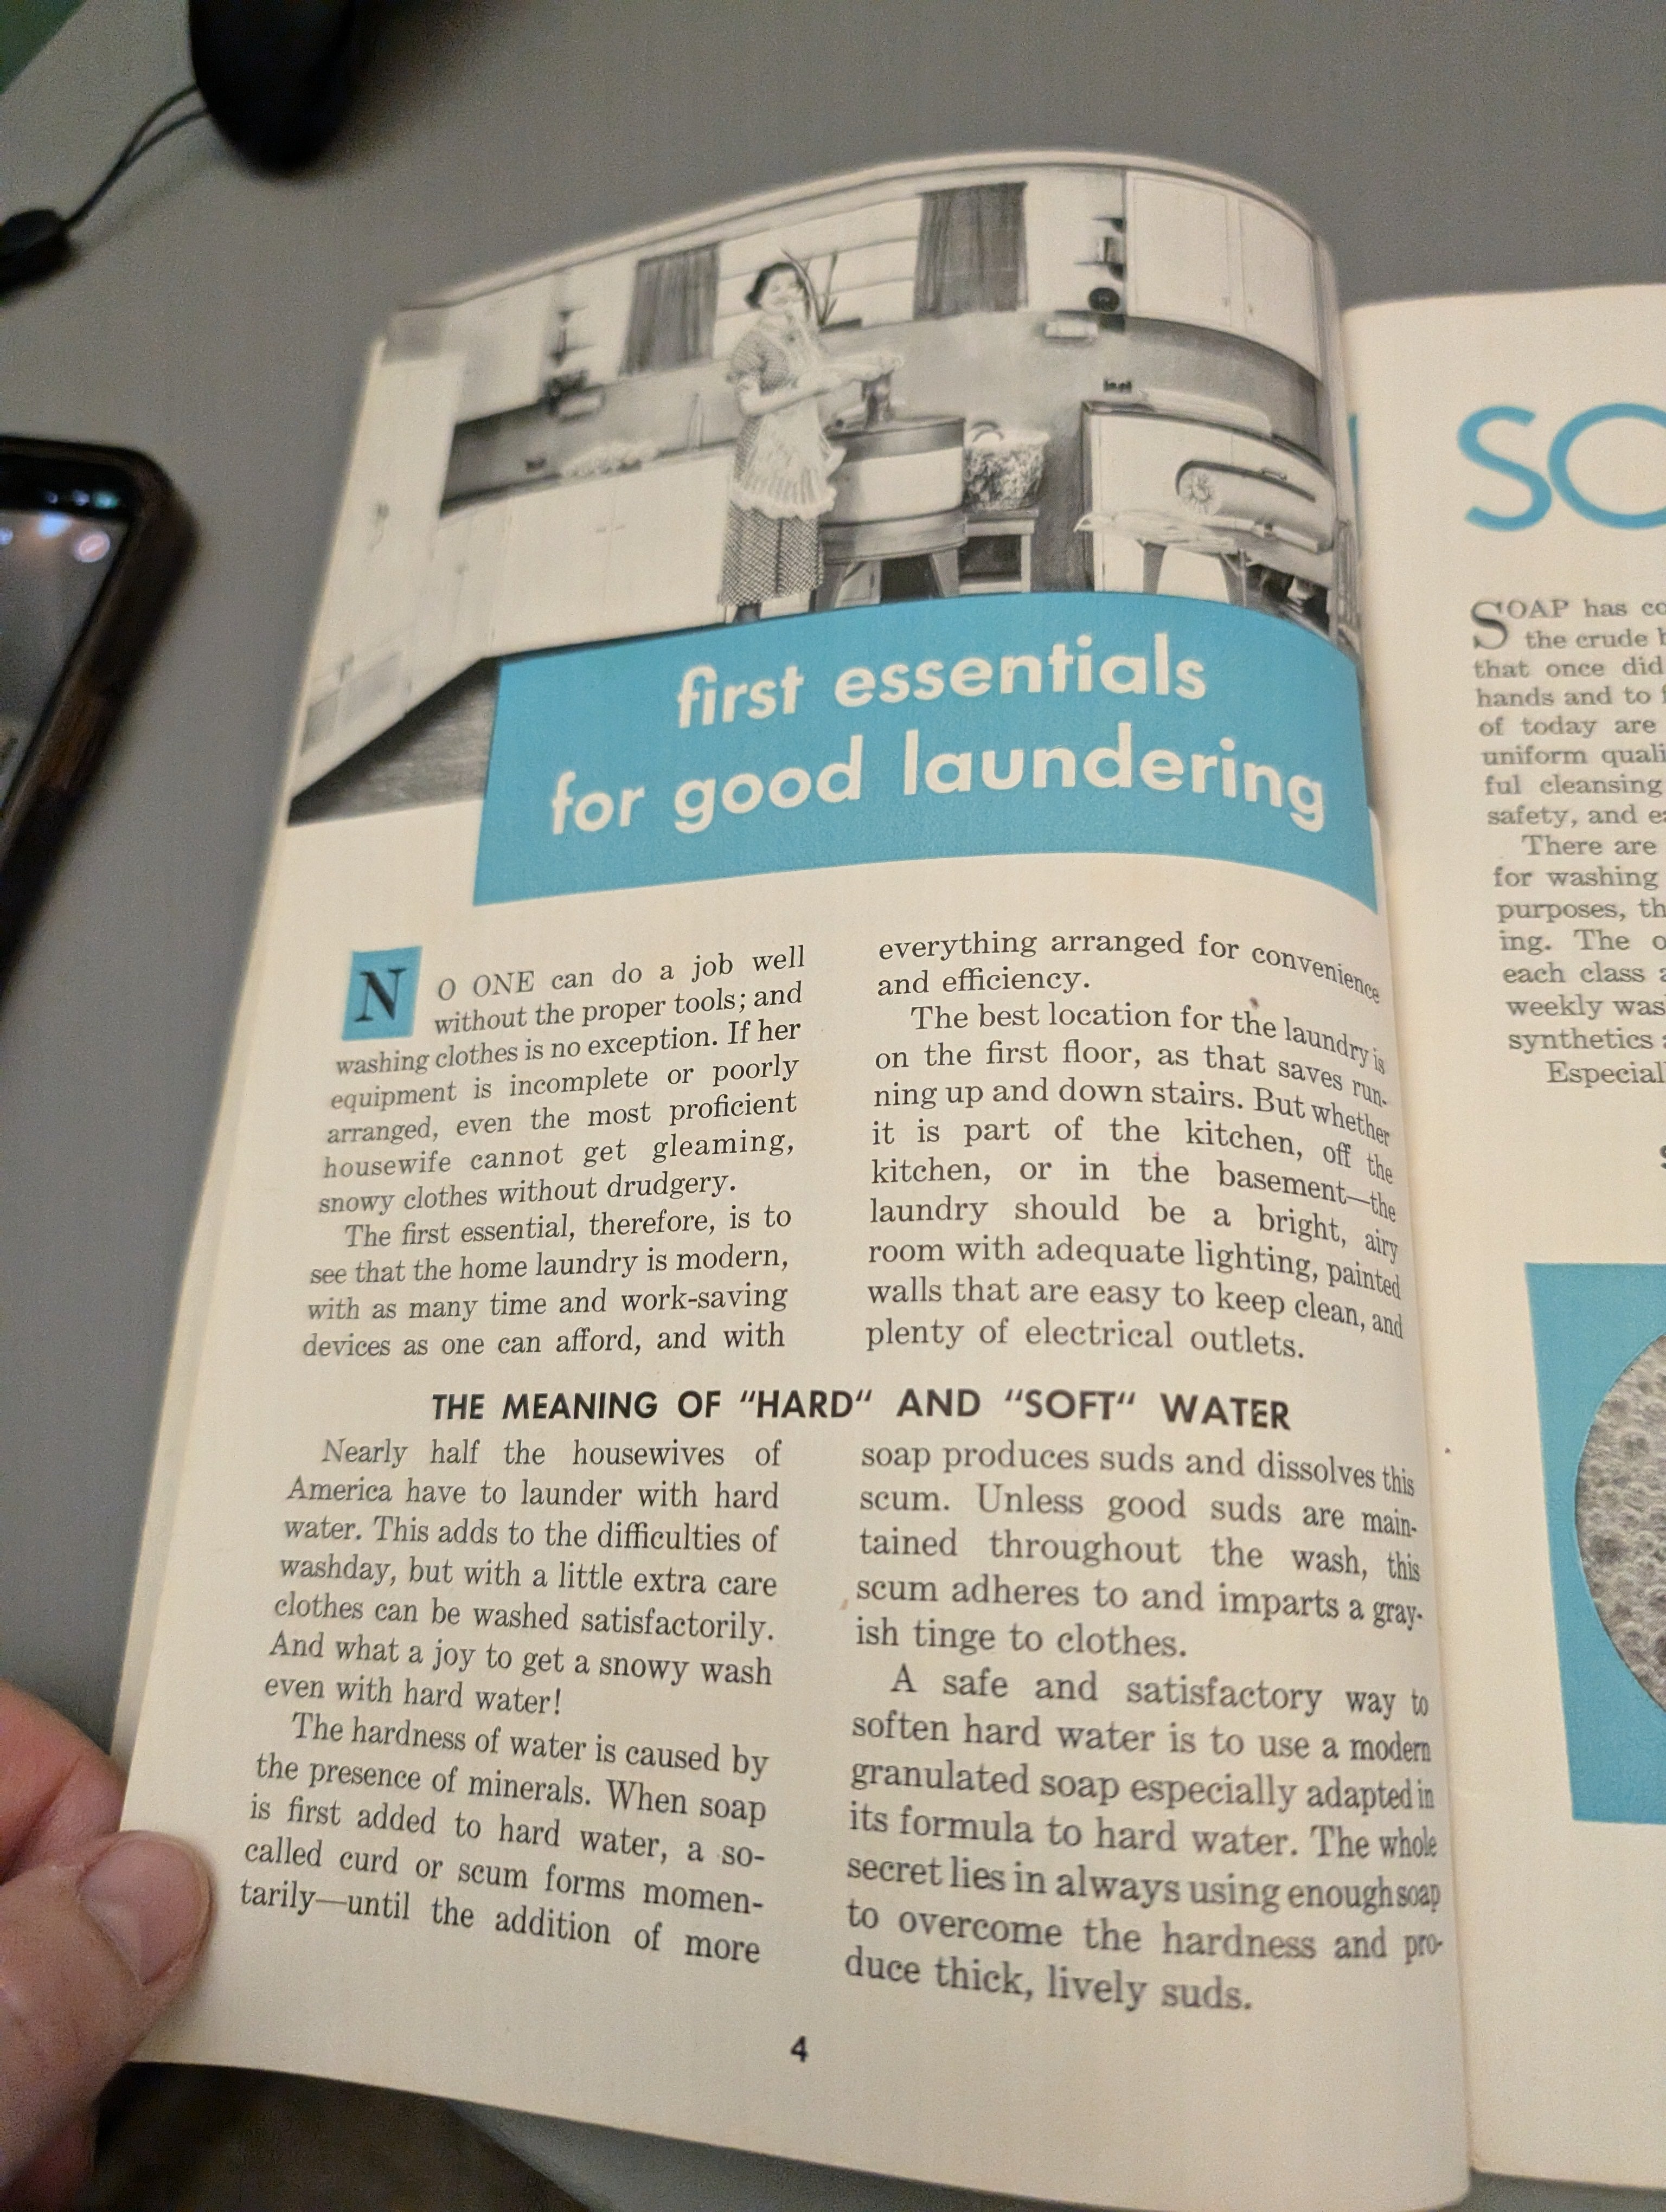 first essentials
for good laundering
NO ONE can do a job well
without the proper tools; and
washing clothes is no exception. If her
equipment is incomplete or poorly
arranged, even the most proficient
housewife cannot get gleaming,
snowy clothes without drudgery.
The first essential, therefore, is to
see that the home laundry is modern,
with as many time and work-saving
devices as one can afford, and with
everything arranged for convenience
and efficiency.
The best location for the laundry is
on the first floor, as that saves run-
ning up and down stairs. But whether
it is part of the kitchen, off the
kitchen, or in the basement—the
laundry should be a bright, airy
room with adequate lighting, painted
walls that are easy to keep clean, and
plenty of electrical outlets.
THE MEANING OF "HARD" AND "SOFT" WATER
Nearly half the housewives of
America have to launder with hard
water. This adds to the difficulties of
washday, but with a little extra care
clothes can be washed satisfactorily.
And what a joy to get a snowy wash
even with hard water!
The hardness of water is caused by
the presence of minerals. When soap
is first added to hard water, a so-
called curd or scum forms momen-
tarily—until the addition of more
soap produces suds and dissolves this
scum. Unless good suds are main-
tained throughout the wash, this
scum adheres to and imparts a gray-
ish tinge to clothes.
A safe and satisfactory way to
soften hard water is to use a modern
granulated soap especially adapted in
its formula to hard water. The whole
secret lies in always using enough soap
to overcome the hardness and pro-
duce thick, lively suds.
4
SO
SOAP has
the crude
that once did
hands and to
of today are
uniform
ful cleansing
safety, and
There are
for washing
purposes,
ing. The
each class
weekly
synthetics